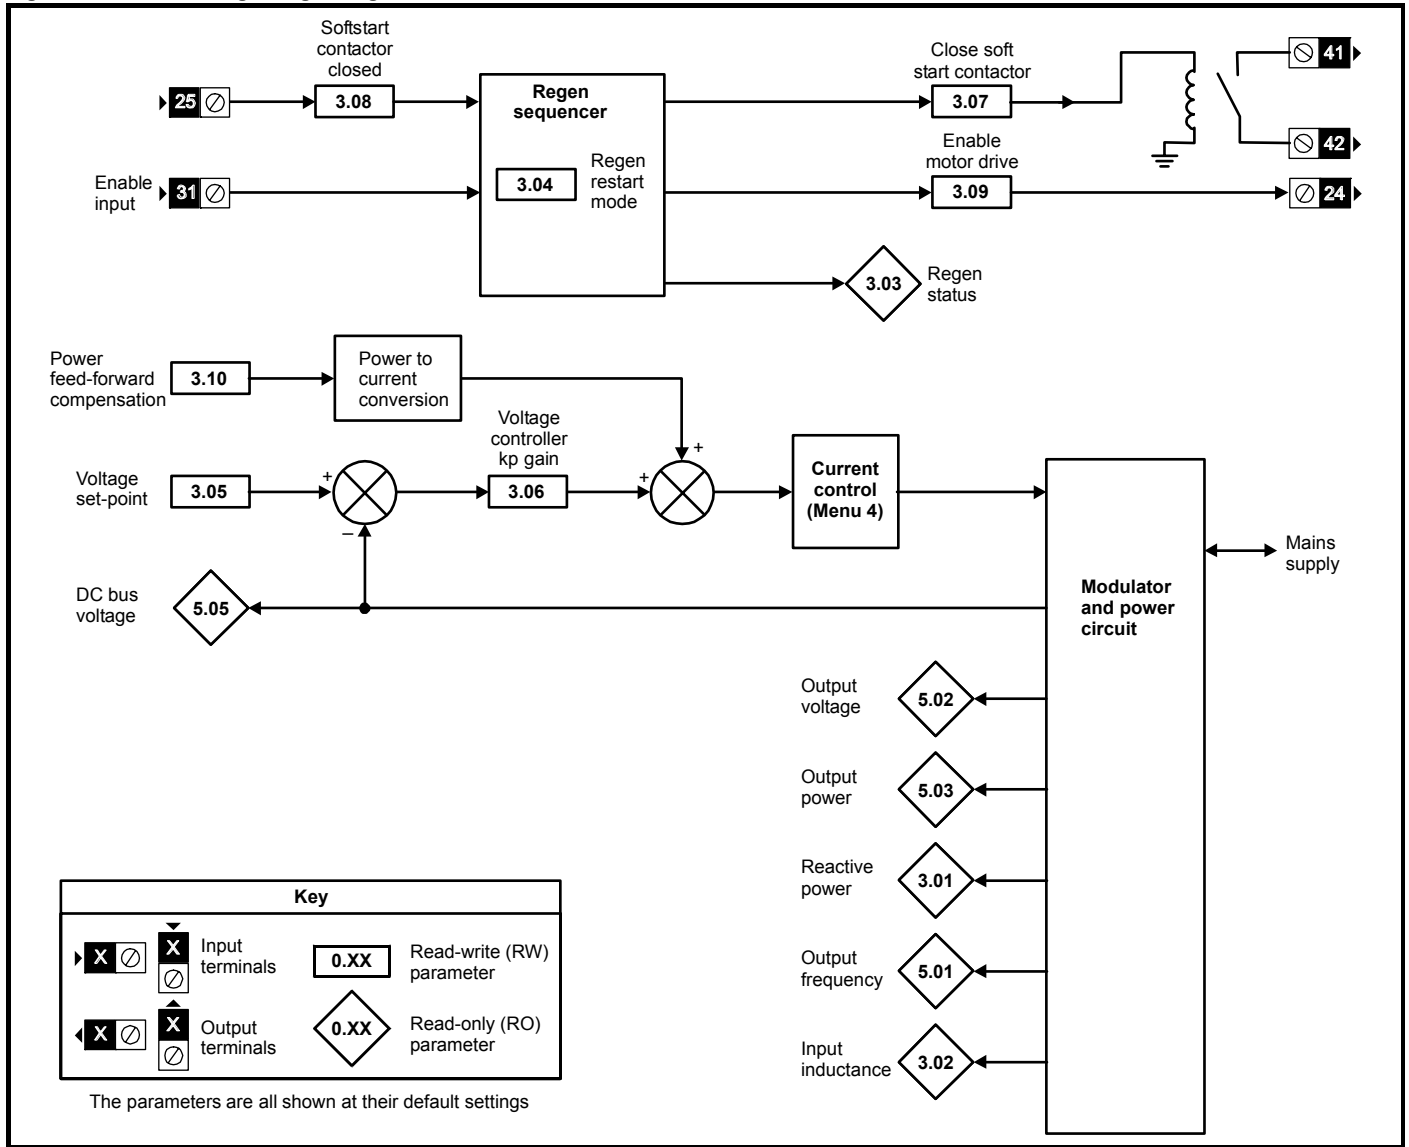 Softstart
contactor
closed
25
3.08
Regen
sequencer
Close soft
start contactor
3.07
41
42
Enable
input
31
3.04
Regen
restart
mode
Enable
motor drive
3.09
24
3.03
Regen
status
Power
feed-forward
compensation
3.10
Power to
current
conversion
Voltage
controller
kp gain
+
Voltage
set-point
3.05
+
–
3.06
+
Current
control
(Menu 4)
Mains
supply
DC bus
voltage
5.05
Modulator
and power
circuit
Output
voltage
5.02
Output
power
5.03
Reactive
power
3.01
Output
frequency
5.01
Input
inductance
3.02
Key
X
X
Input
terminals
0.XX
Read-write (RW)
parameter
X
X
Output
terminals
0.XX
Read-only (RO)
parameter
The parameters are all shown at their default settings